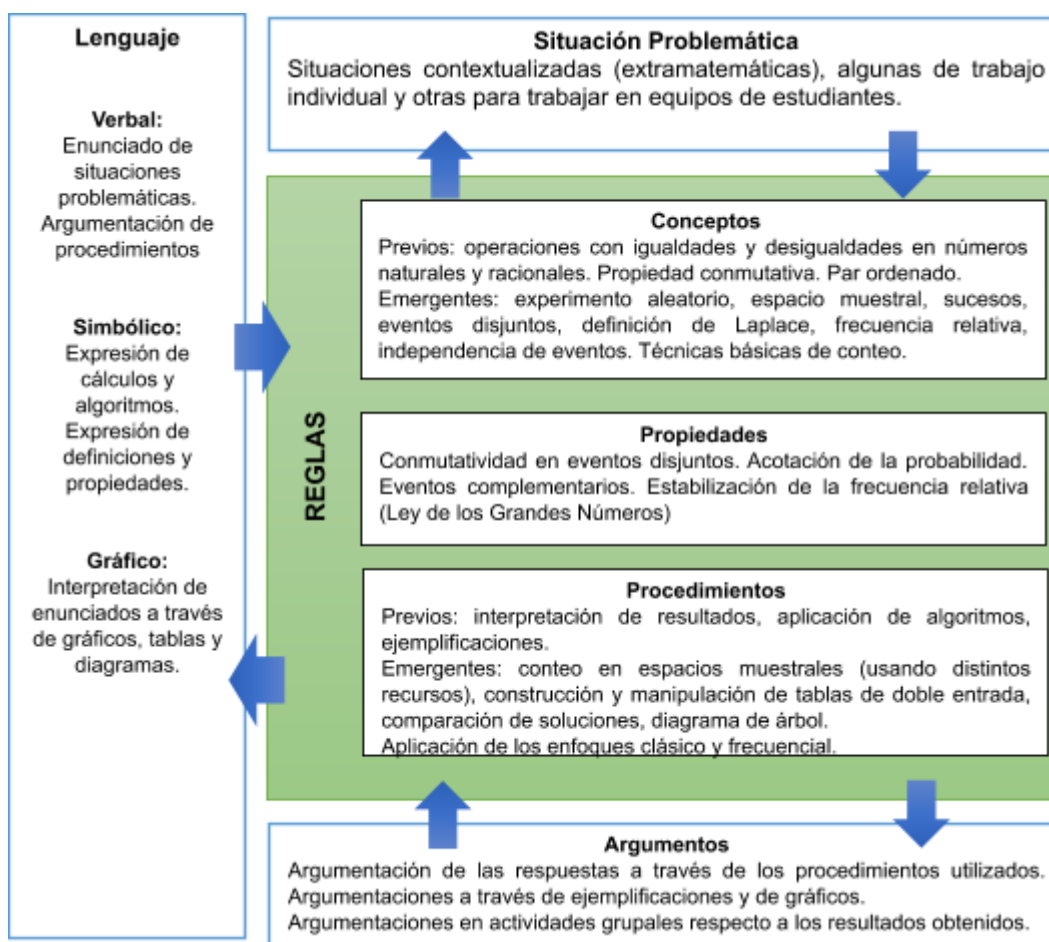 Lenguaje
Verbal:
Enunciado de
situaciones
problemáticas.
Argumentación de
procedimientos
Simbólico:
Expresión de
cálculos y
algoritmos.
Expresión de
definiciones y
propiedades.
Gráfico:
Interpretación de
enunciados a través
de gráficos, tablas y
diagramas.
Situación Problemática
Situaciones contextualizadas (extramatemáticas), algunas de trabajo
individual y otras para trabajar en equipos de estudiantes.
REGLAS
Conceptos
Previos: operaciones con igualdades y desigualdades en números
naturales y racionales. Propiedad conmutativa. Par ordenado.
Emergentes: experimento aleatorio, espacio muestral, sucesos,
eventos disjuntos, definición de Laplace, frecuencia relativa,
independencia de eventos. Técnicas básicas de conteo.
Propiedades
Conmutatividad en eventos disjuntos. Acotación de la probabilidad.
Eventos complementarios. Estabilización de la frecuencia relativa
(Ley de los Grandes Números)
Procedimientos
Previos: interpretación de resultados, aplicación de algoritmos,
ejemplificaciones.
Emergentes: conteo en espacios muestrales (usando distintos
recursos), construcción y manipulación de tablas de doble entrada,
comparación de soluciones, diagrama de árbol.
Aplicación de los enfoques clásico y frecuencial.
Argumentos
Argumentación de las respuestas a través de los procedimientos utilizados.
Argumentaciones a través de ejemplificaciones y de gráficos.
Argumentaciones en actividades grupales respecto a los resultados obtenidos.